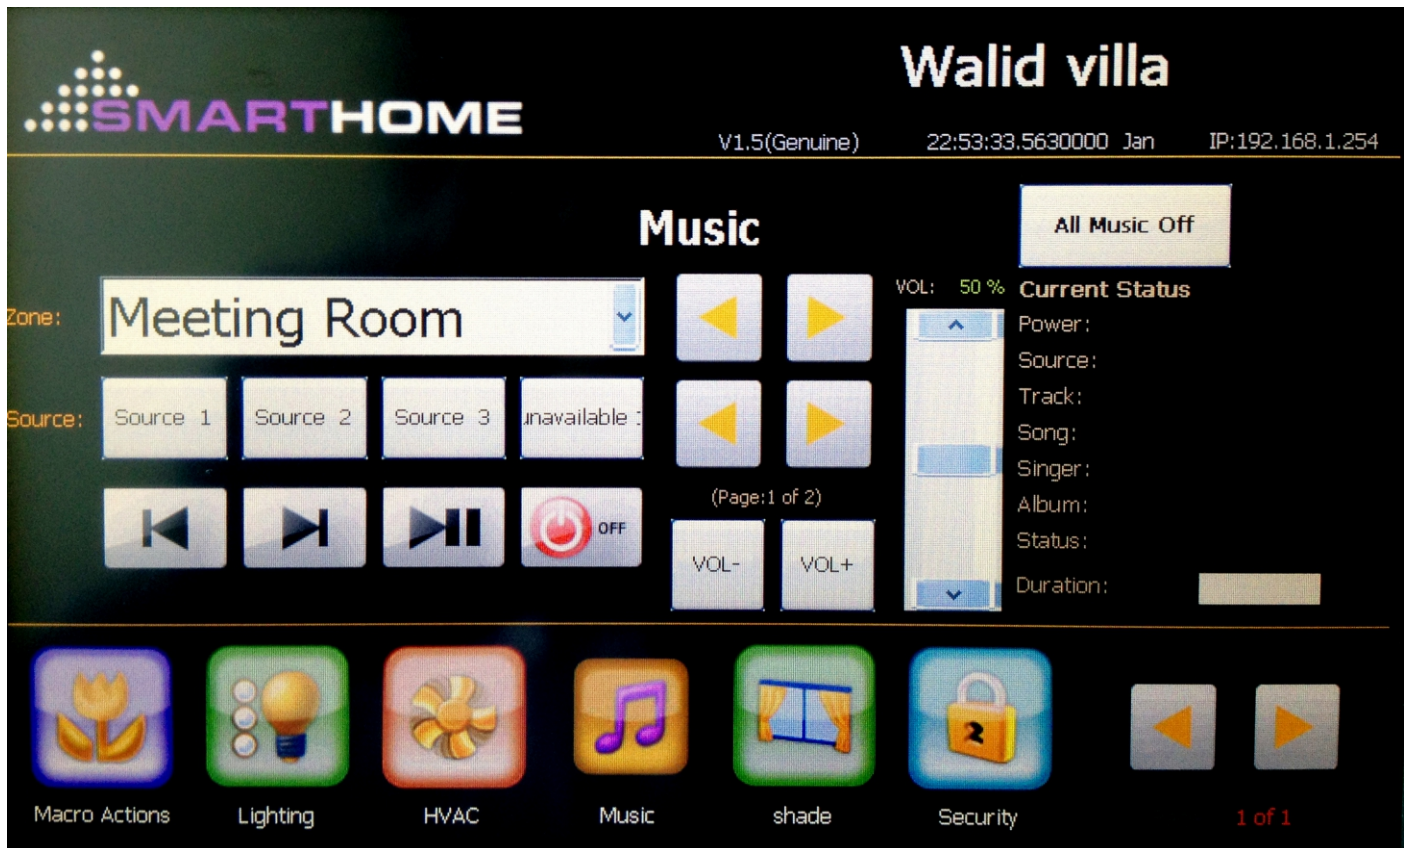 SMARTHOME
Walid villa
V1.5(Genuine) 22:53:33.5630000 Jan IP:192.168.1.254
Music
All Music Off
Zone: Meeting Room
VOL: 50 %
Current Status
Power:
Source:
Track:
Song:
Singer:
Album:
Status:
Duration:
Source: Source 1 Source 2 Source 3 unavailable
OFF
(Page:1 of 2)
VOL- VOL+
2
Macro Actions Lighting HVAC Music shade Security
1 of 1